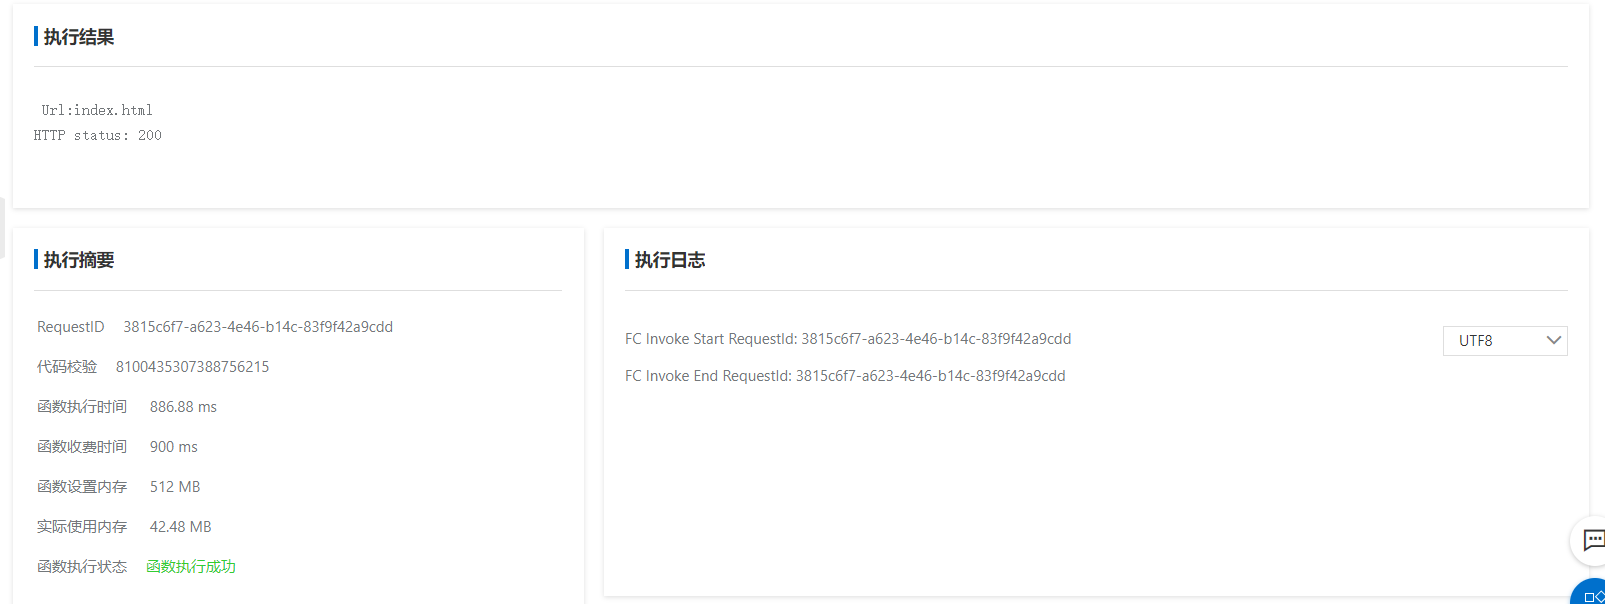 执行结果
Url:index.html
HTTP status: 200
执行摘要
RequestID 3815c6f7-a623-4e46-b14c-83f9f42a9cdd
代码校验 8100435307388756215
函数执行时间 886.88 ms
函数收费时间 900 ms
函数设置内存 512 MB
实际使用内存 42.48 MB
函数执行状态 函数执行成功
执行日志
FC Invoke Start RequestId: 3815c6f7-a623-4e46-b14c-83f9f42a9cdd
UTF8
FC Invoke End RequestId: 3815c6f7-a623-4e46-b14c-83f9f42a9cdd